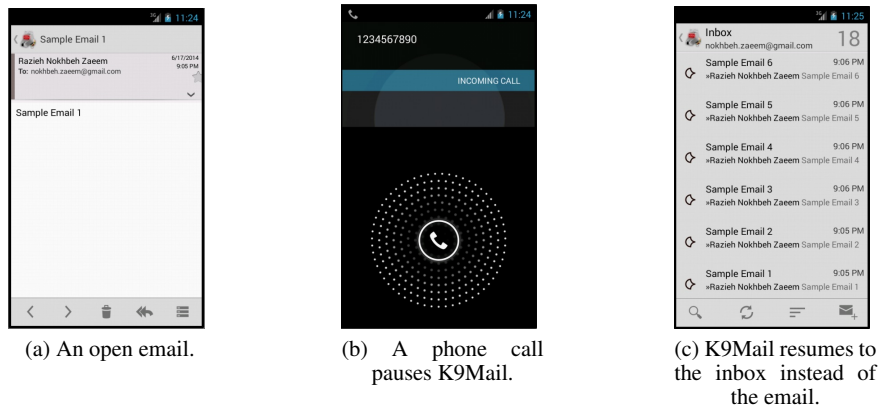 3G 11:24
Sample Email 1
Razieh Nokhbeh Zaeem 6/17/2014
To: nokhbeh.zaeem@gmail.com 9:05 PM
Sample Email 1
(a) An open email.
11:24
1234567890
INCOMING CALL
(b) A phone call
pauses K9Mail.
3G 11:25
Inbox 18
nokhbeh.zaeem@gmail.com
Sample Email 6 9:06 PM
»Razieh Nokhbeh Zaeem Sample Email 6
Sample Email 5 9:06 PM
»Razieh Nokhbeh Zaeem Sample Email 5
Sample Email 4 9:06 PM
»Razieh Nokhbeh Zaeem Sample Email 4
Sample Email 3 9:06 PM
»Razieh Nokhbeh Zaeem Sample Email 3
Sample Email 2 9:05 PM
»Razieh Nokhbeh Zaeem Sample Email 2
Sample Email 1 9:05 PM
»Razieh Nokhbeh Zaeem Sample Email 1
(c) K9Mail resumes to
the inbox instead of
the email.